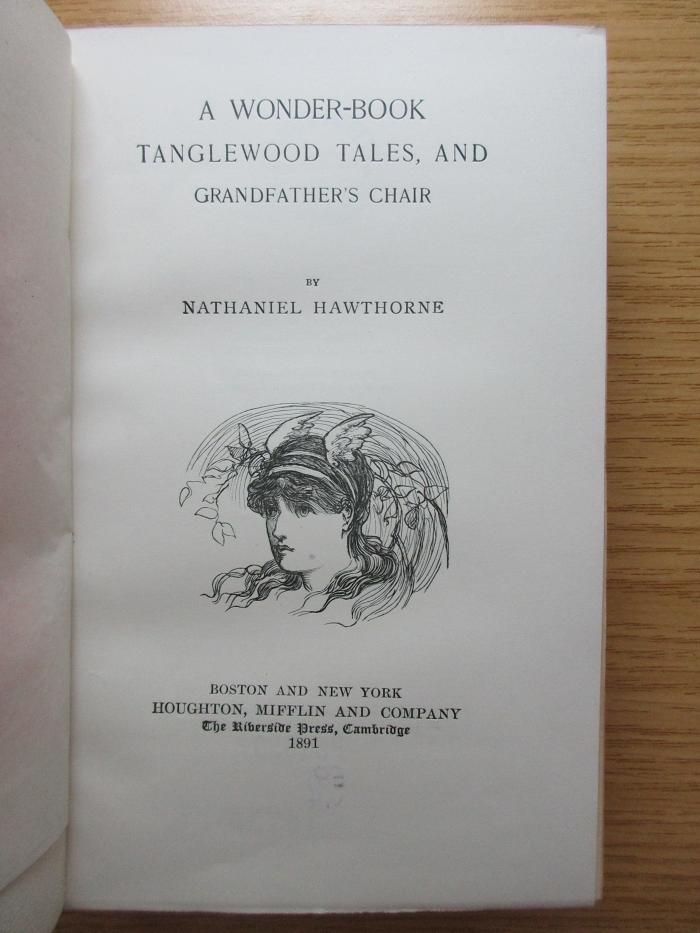 A WONDER-BOOK
TANGLEWOOD TALES, AND
GRANDFATHER'S CHAIR
BY
NATHANIEL HAWTHORNE
BOSTON AND NEW YORK
HOUGHTON, MIFFLIN AND COMPANY
The Riverside Press, Cambridge
1891